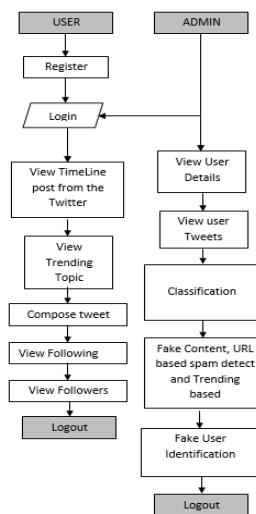 USER
Register
Login
View TimeLine
post from the
Twitter
View
Trending
Topic
Compose tweet
View Following
View Followers
Logout
ADMIN
View User
Details
View user
Tweets
Classification
Fake Content, URL
based spam detect
and Trending
based
Fake User
Identification
Logout